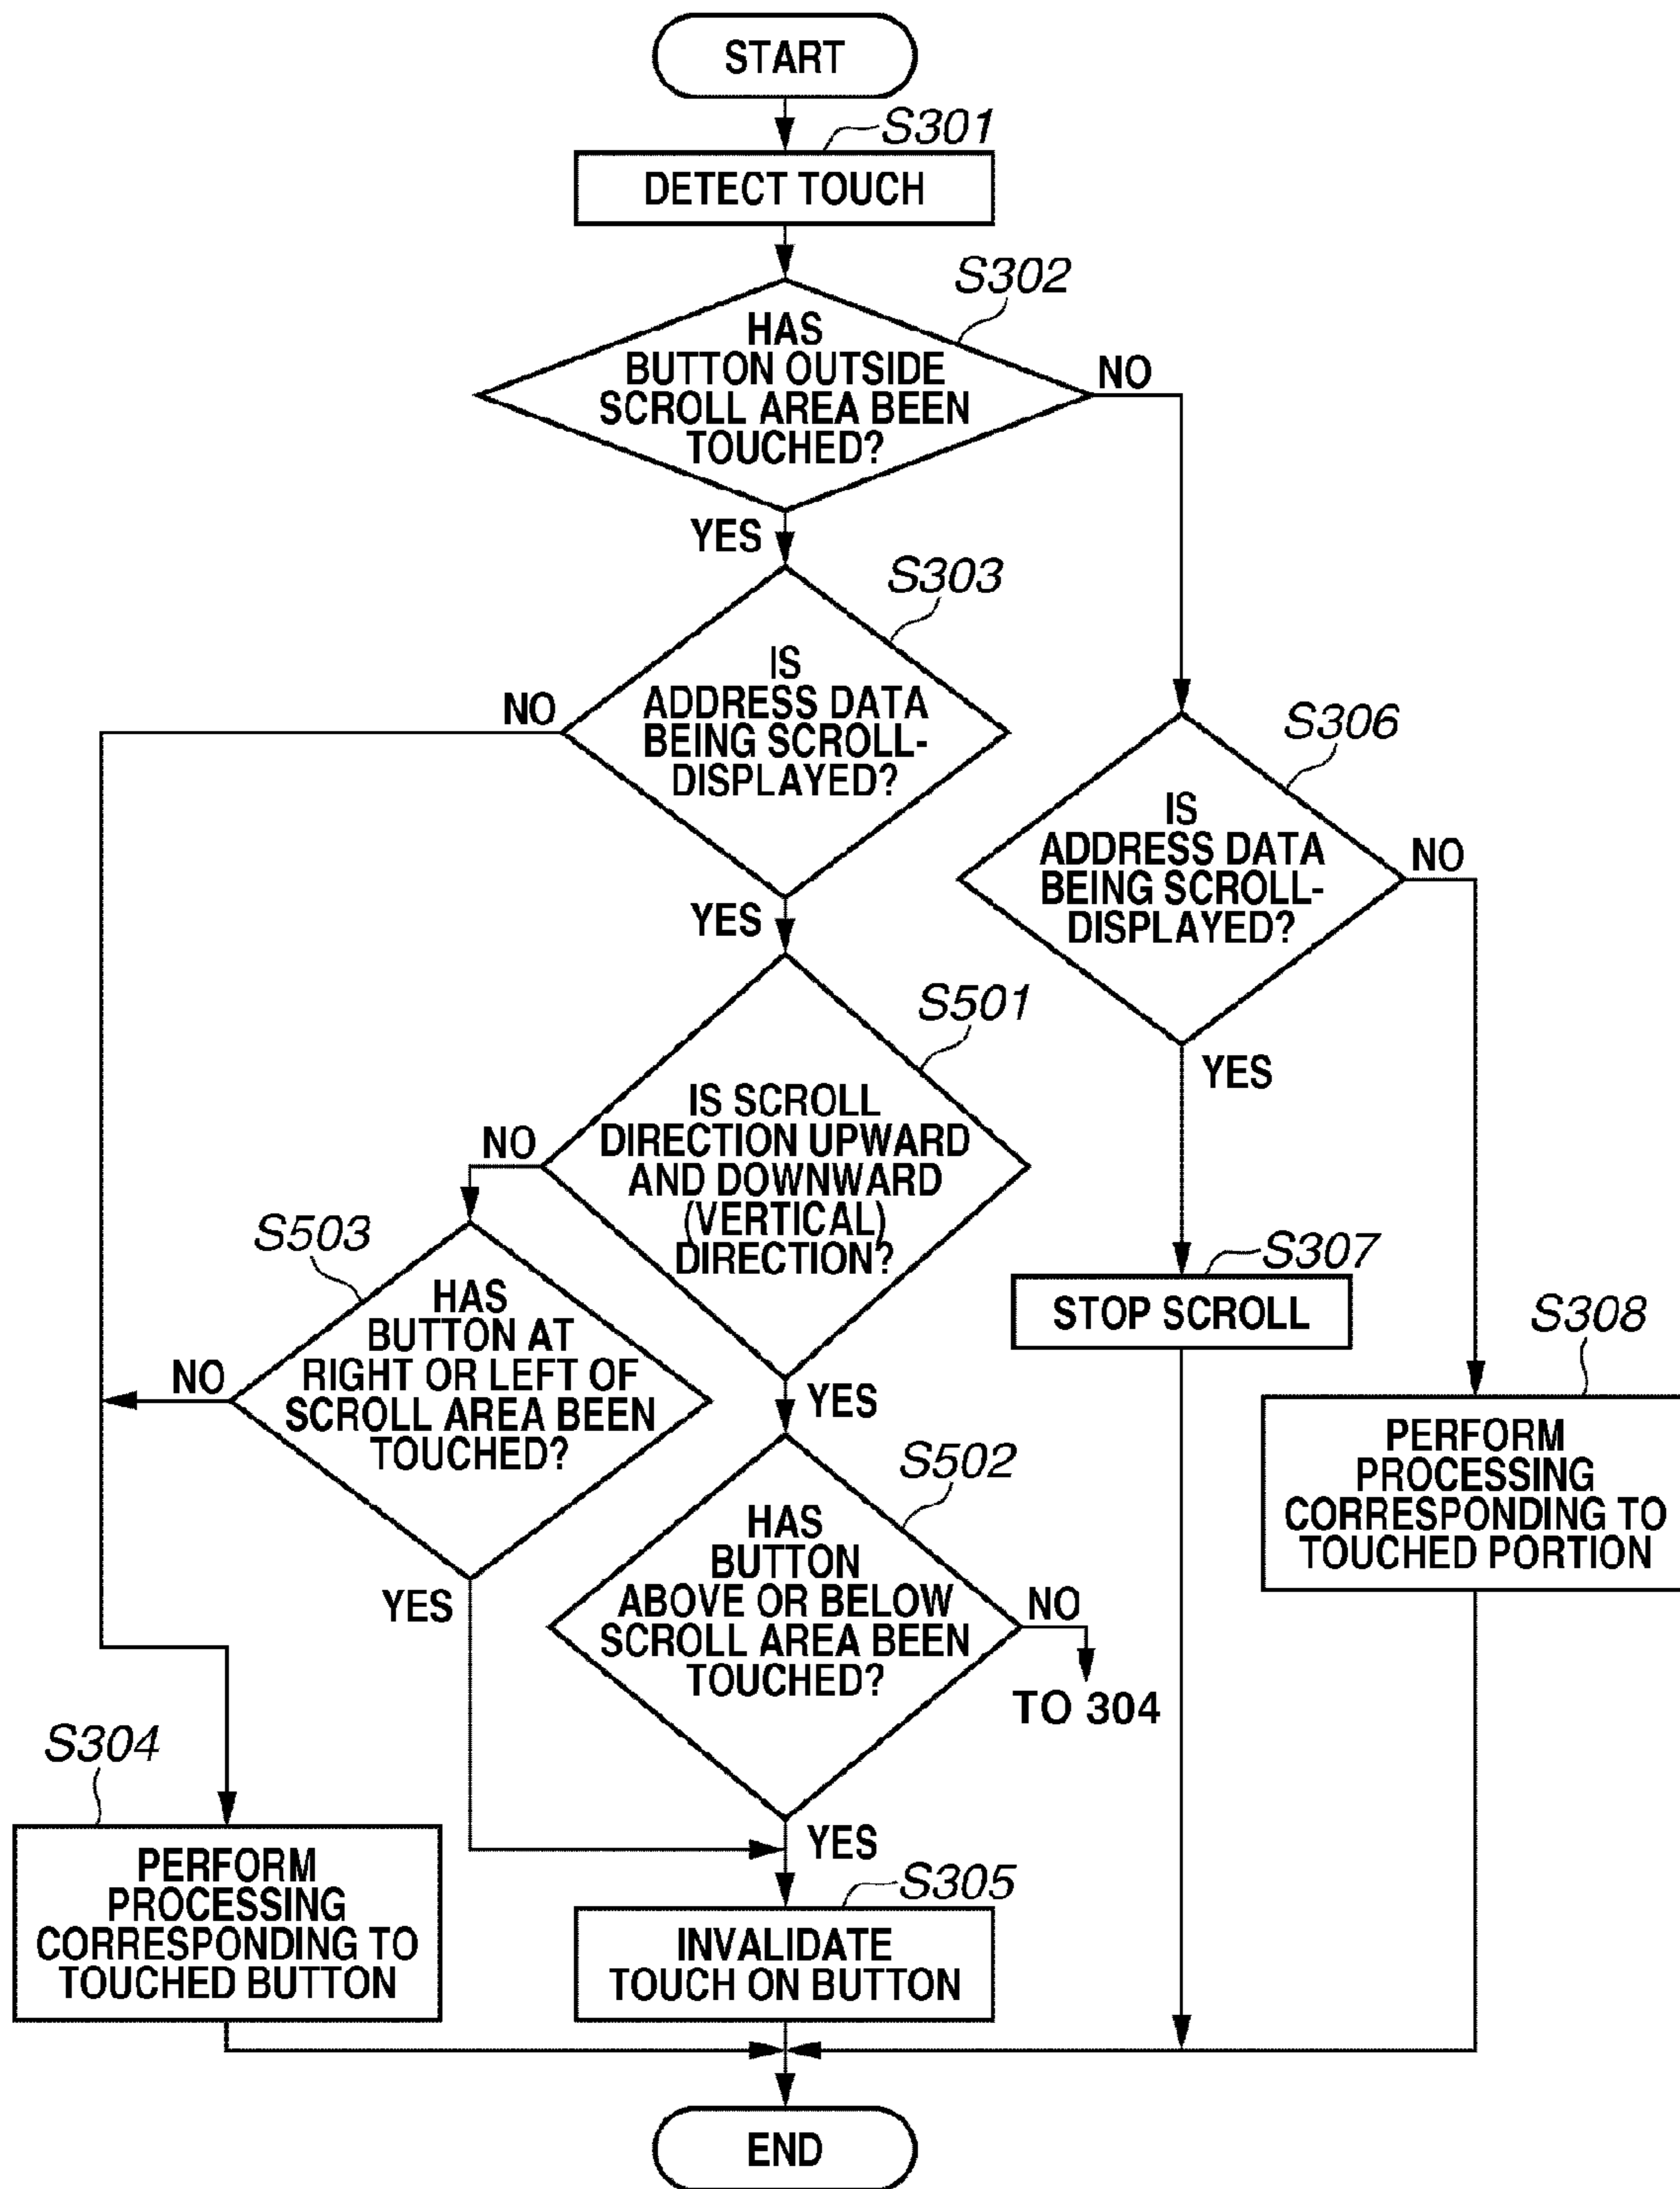 START
S301
DETECT TOUCH
S302
HAS
BUTTON OUTSIDE
SCROLL AREA BEEN
TOUCHED?
NO
YES
S303
IS
ADDRESS DATA
BEING SCROLL-
DISPLAYED?
NO
YES
S306
IS
ADDRESS DATA
BEING SCROLL-
DISPLAYED?
NO
YES
S501
IS SCROLL
DIRECTION UPWARD
AND DOWNWARD
(VERTICAL)
DIRECTION?
NO
YES
S503
HAS
BUTTON AT
RIGHT OR LEFT OF
SCROLL AREA BEEN
TOUCHED?
NO
YES
S307
STOP SCROLL
S308
PERFORM
PROCESSING
CORRESPONDING TO
TOUCHED PORTION
S502
HAS
BUTTON
ABOVE OR BELOW
SCROLL AREA BEEN
TOUCHED?
NO
TO 304
YES
S304
PERFORM
PROCESSING
CORRESPONDING TO
TOUCHED BUTTON
S305
INVALIDATE
TOUCH ON BUTTON
END